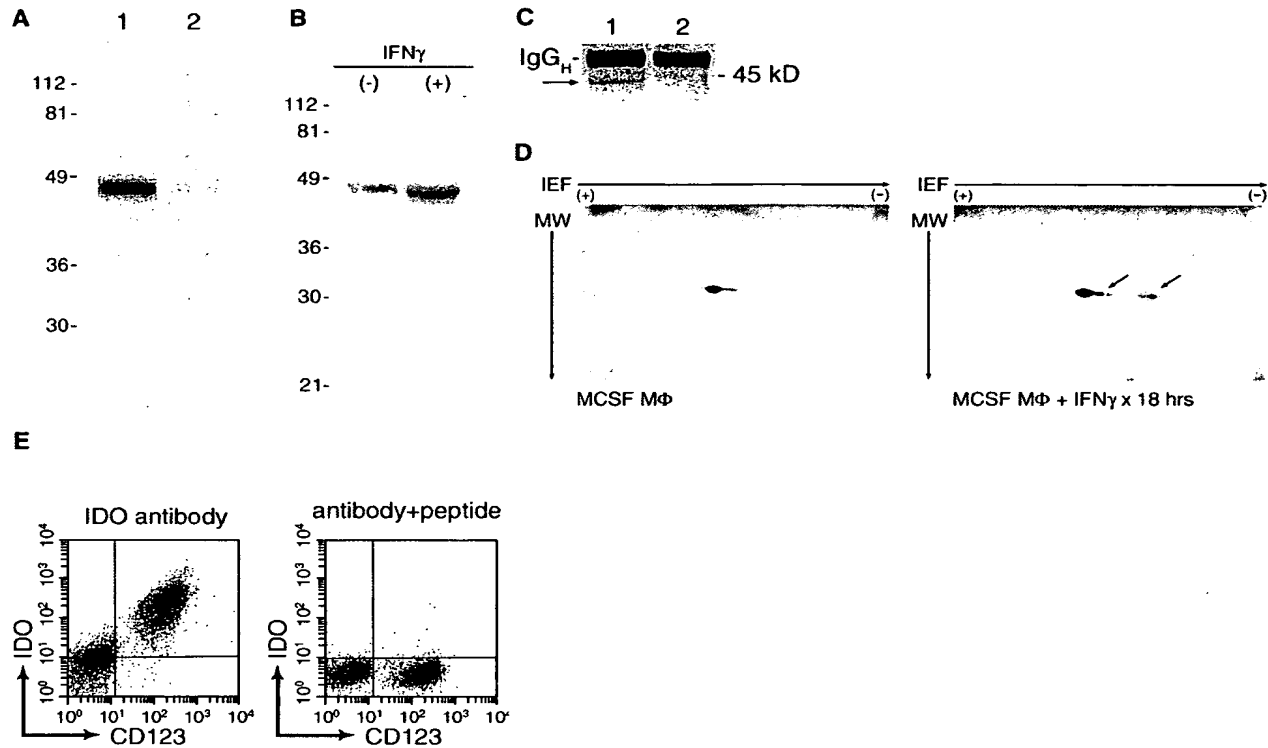 A
1 2
112 -
81-
49-
36-
30-
B
IFNγ
(-) (+)
112 -
81-
49-
36-
30-
21-
C
1 2
IgG H-
- 45 kD
D
IEF
(+) (-)
MW
MCSF MΦ
IEF
(+) (-)
MW
MCSF MΦ + IFNγ x 18 hrs
E
IDO antibody
10⁴
10³
10²
10¹
10⁰
IDO
10⁰ 10¹ 10² 10³ 10⁴
CD123
antibody+peptide
10⁴
10³
10²
10¹
10⁰
IDO
10⁰ 10¹ 10² 10³ 10⁴
CD123